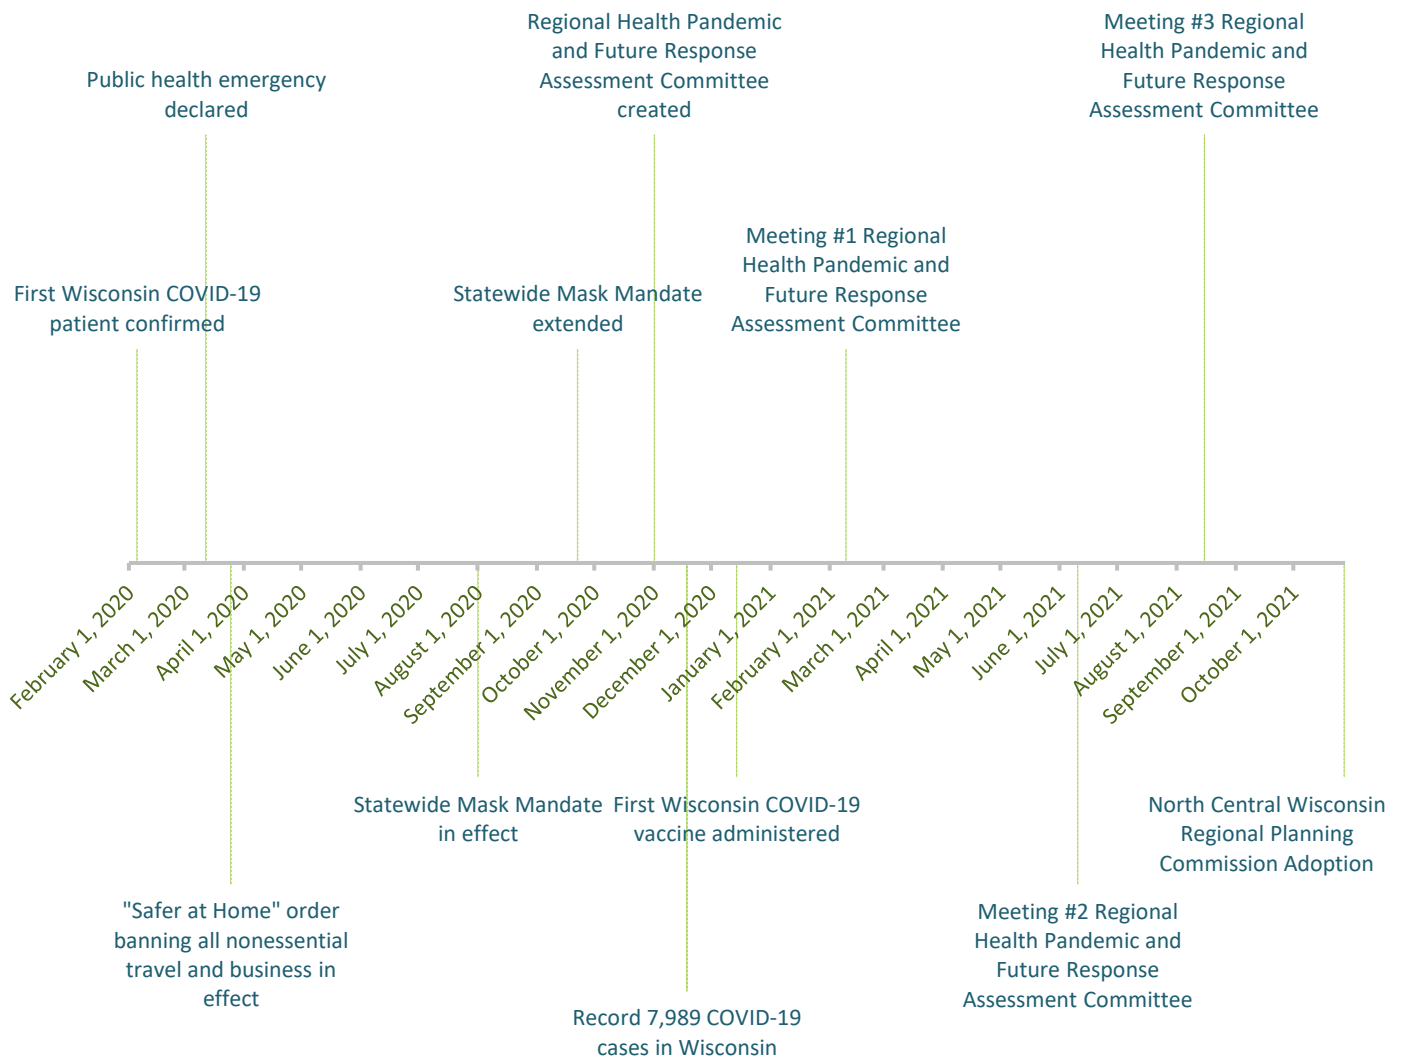 Public health emergency
declared
Regional Health Pandemic
and Future Response
Assessment Committee
created
Meeting #3 Regional
Health Pandemic and
Future Response
Assessment Committee
First Wisconsin COVID-19
patient confirmed
Statewide Mask Mandate
extended
Meeting #1 Regional
Health Pandemic and
Future Response
Assessment Committee
February 1, 2020
March 1, 2020
April 1, 2020
May 1, 2020
June 1, 2020
July 1, 2020
August 1, 2020
September 1, 2020
October 1, 2020
November 1, 2020
December 1, 2020
January 1, 2021
February 1, 2021
March 1, 2021
April 1, 2021
May 1, 2021
June 1, 2021
July 1, 2021
August 1, 2021
September 1, 2021
October 1, 2021
Statewide Mask Mandate
in effect
First Wisconsin COVID-19
vaccine administered
North Central Wisconsin
Regional Planning
Commission Adoption
"Safer at Home" order
banning all nonessential
travel and business in
effect
Meeting #2 Regional
Health Pandemic and
Future Response
Assessment Committee
Record 7,989 COVID-19
cases in Wisconsin